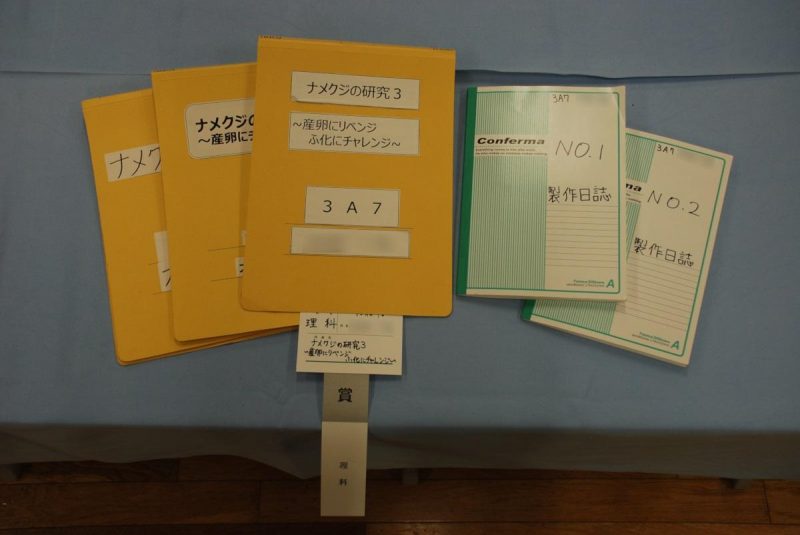 ナメ
ナメクジの
～産卵に
ナメクジの研究３
～産卵にリベンジ
ふ化にチャレンジ～
３Ａ７
理科
ナメクジの研究３
～産卵にリベンジ
ふ化にチャレンジ～
賞
理科
3A7
Conferma
NO.1
製作日誌
A
3A7
ma
NO.2
製作日誌
A